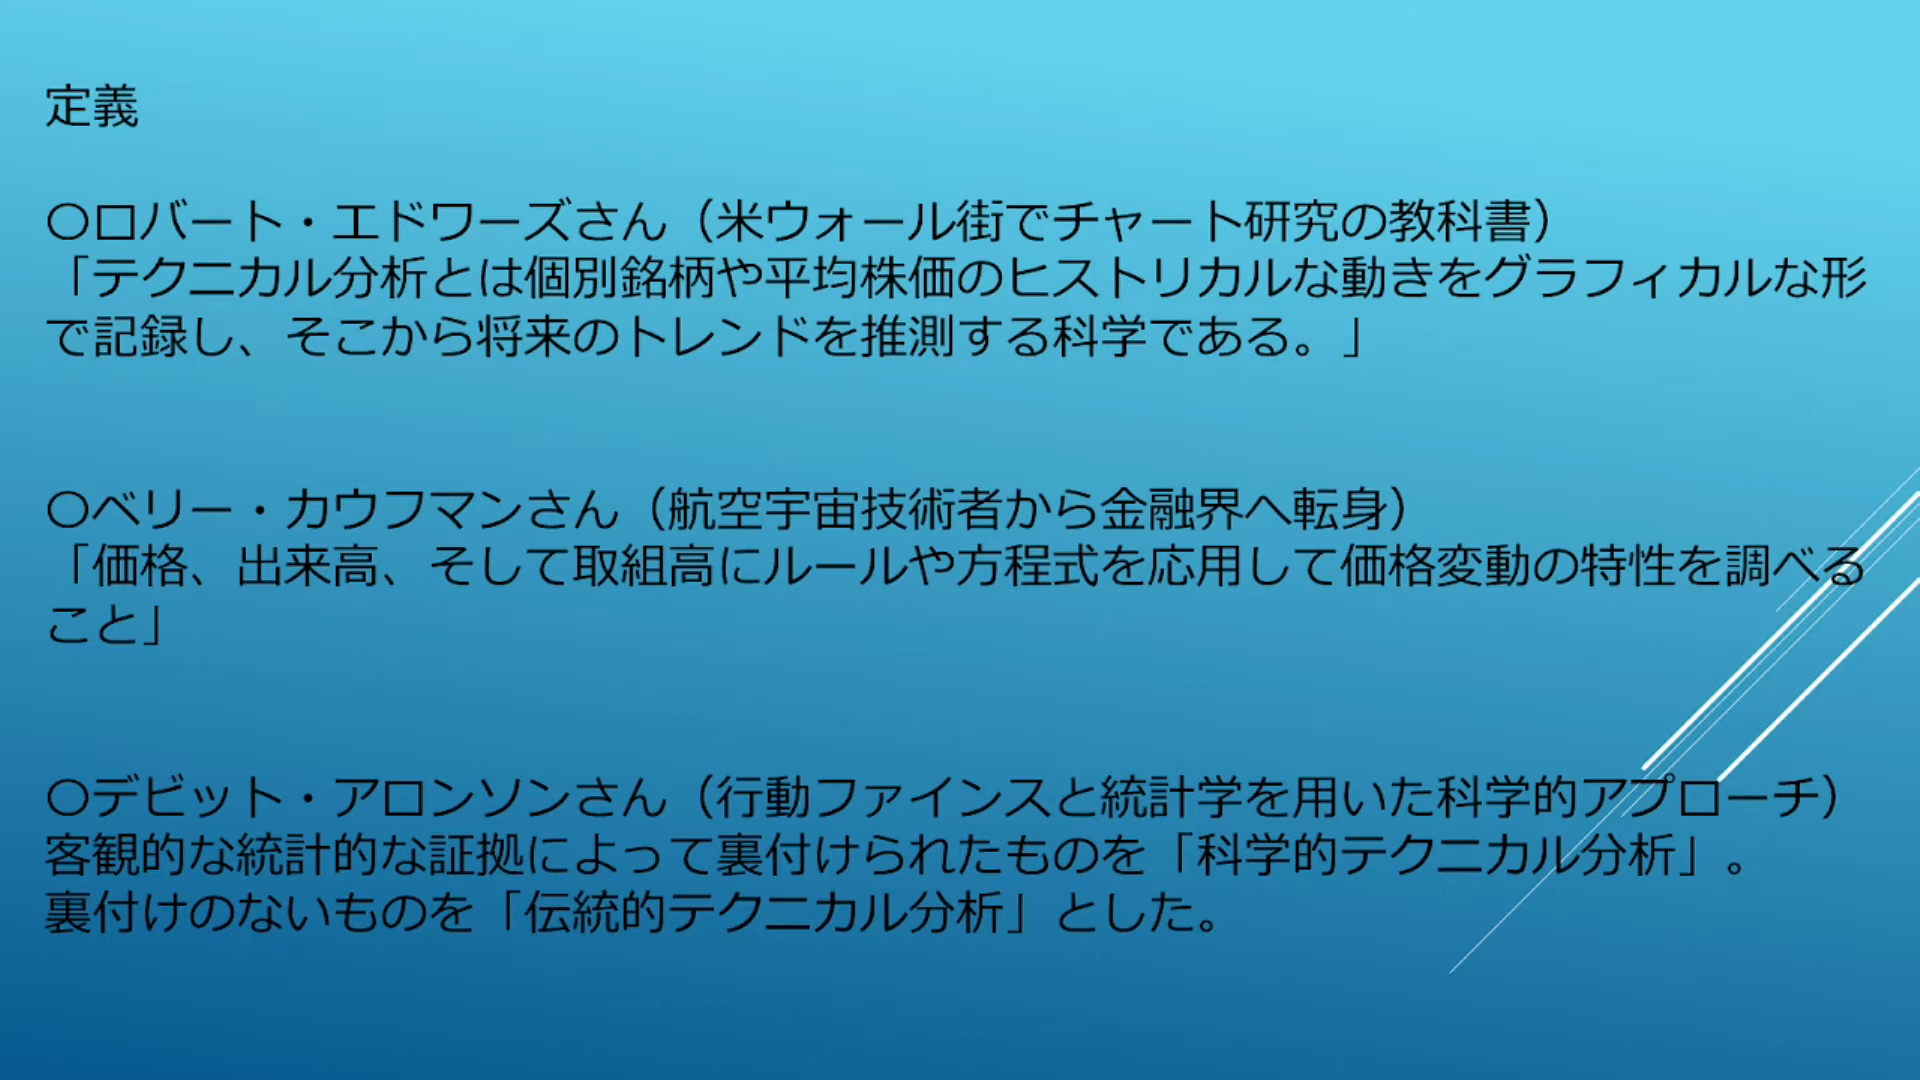 定義
〇ロバート・エドワーズさん（米ウォール街でチャート研究の教科書）
「テクニカル分析とは個別銘柄や平均株価のヒストリカルな動きをグラフィカルな形
で記録し、そこから将来のトレンドを推測する科学である。」
〇ベリー・カウフマンさん（航空宇宙技術者から金融界へ転身）
「価格、出来高、そして取組高にルールや方程式を応用して価格変動の特性を調べる
こと」
〇デビット・アロンソンさん（行動ファインスと統計学を用いた科学的アプローチ）
客観的な統計的な証拠によって裏付けられたものを「科学的テクニカル分析」。
裏付けのないものを「伝統的テクニカル分析」とした。